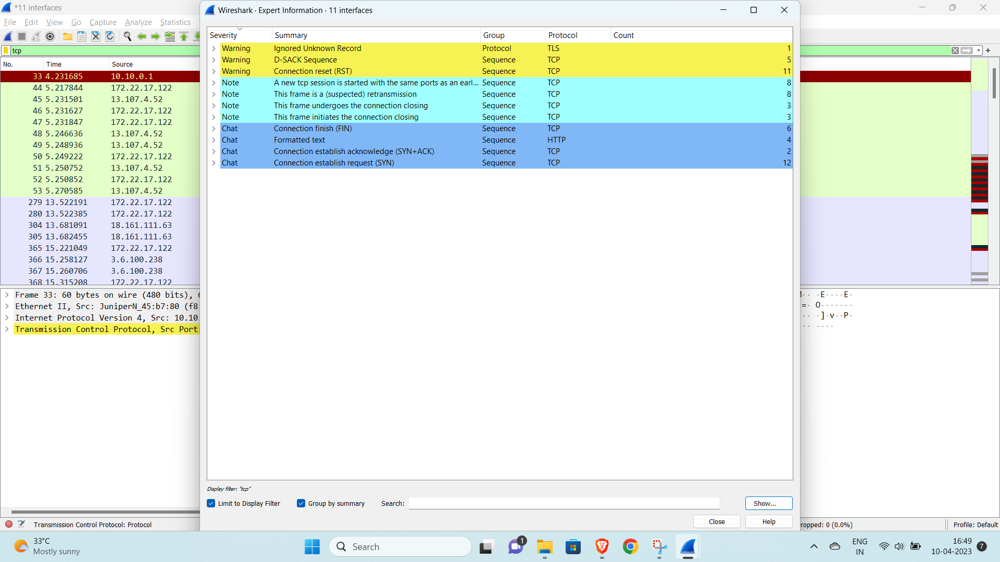 *11 interfaces
File Edit View Go Capture Analyze Statistics
tcp
No. Time Source
33 4.231685 10.10.0.1
44 5.217844 172.22.17.122
45 5.231501 13.107.4.52
46 5.231627 172.22.17.122
47 5.231847 172.22.17.122
48 5.246636 13.107.4.52
49 5.248936 13.107.4.52
50 5.249222 172.22.17.122
51 5.250752 13.107.4.52
52 5.250852 172.22.17.122
53 5.270585 13.107.4.52
279 13.522191 172.22.17.122
280 13.522385 172.22.17.122
304 13.681091 18.161.111.63
305 13.682455 18.161.111.63
365 15.221049 172.22.17.122
366 15.258127 3.6.100.238
367 15.260706 3.6.100.238
368 15.315208 172.22.17.122
Frame 33: 60 bytes on wire (480 bits),
Ethernet II, Src: JuniperN_45:b7:80 (f8:
Internet Protocol Version 4, Src: 10.10.
Transmission Control Protocol, Src Port:
Transmission Control Protocol: Protocol
Wireshark · Expert Information · 11 interfaces
Severity Summary Group Protocol Count
Warning Ignored Unknown Record Protocol TLS 1
Warning D-SACK Sequence Sequence TCP 5
Warning Connection reset (RST) Sequence TCP 11
Note A new tcp session is started with the same ports as an earl... Sequence TCP 8
Note This frame is a (suspected) retransmission Sequence TCP 8
Note This frame undergoes the connection closing Sequence TCP 3
Note This frame initiates the connection closing Sequence TCP 3
Chat Connection finish (FIN) Sequence TCP 6
Chat Formatted text Sequence HTTP 4
Chat Connection establish acknowledge (SYN+ACK) Sequence TCP 2
Chat Connection establish request (SYN) Sequence TCP 12
Display filter: "tcp"
Limit to Display Filter Group by summary Search: Show...
Close Help
·· ·E····E·
=· O·······
·· ·]·v··P·
·· ····
ropped: 0 (0.0%) Profile: Default
33°C
Mostly sunny
Search
1
ENG
IN
16:49
10-04-2023
7